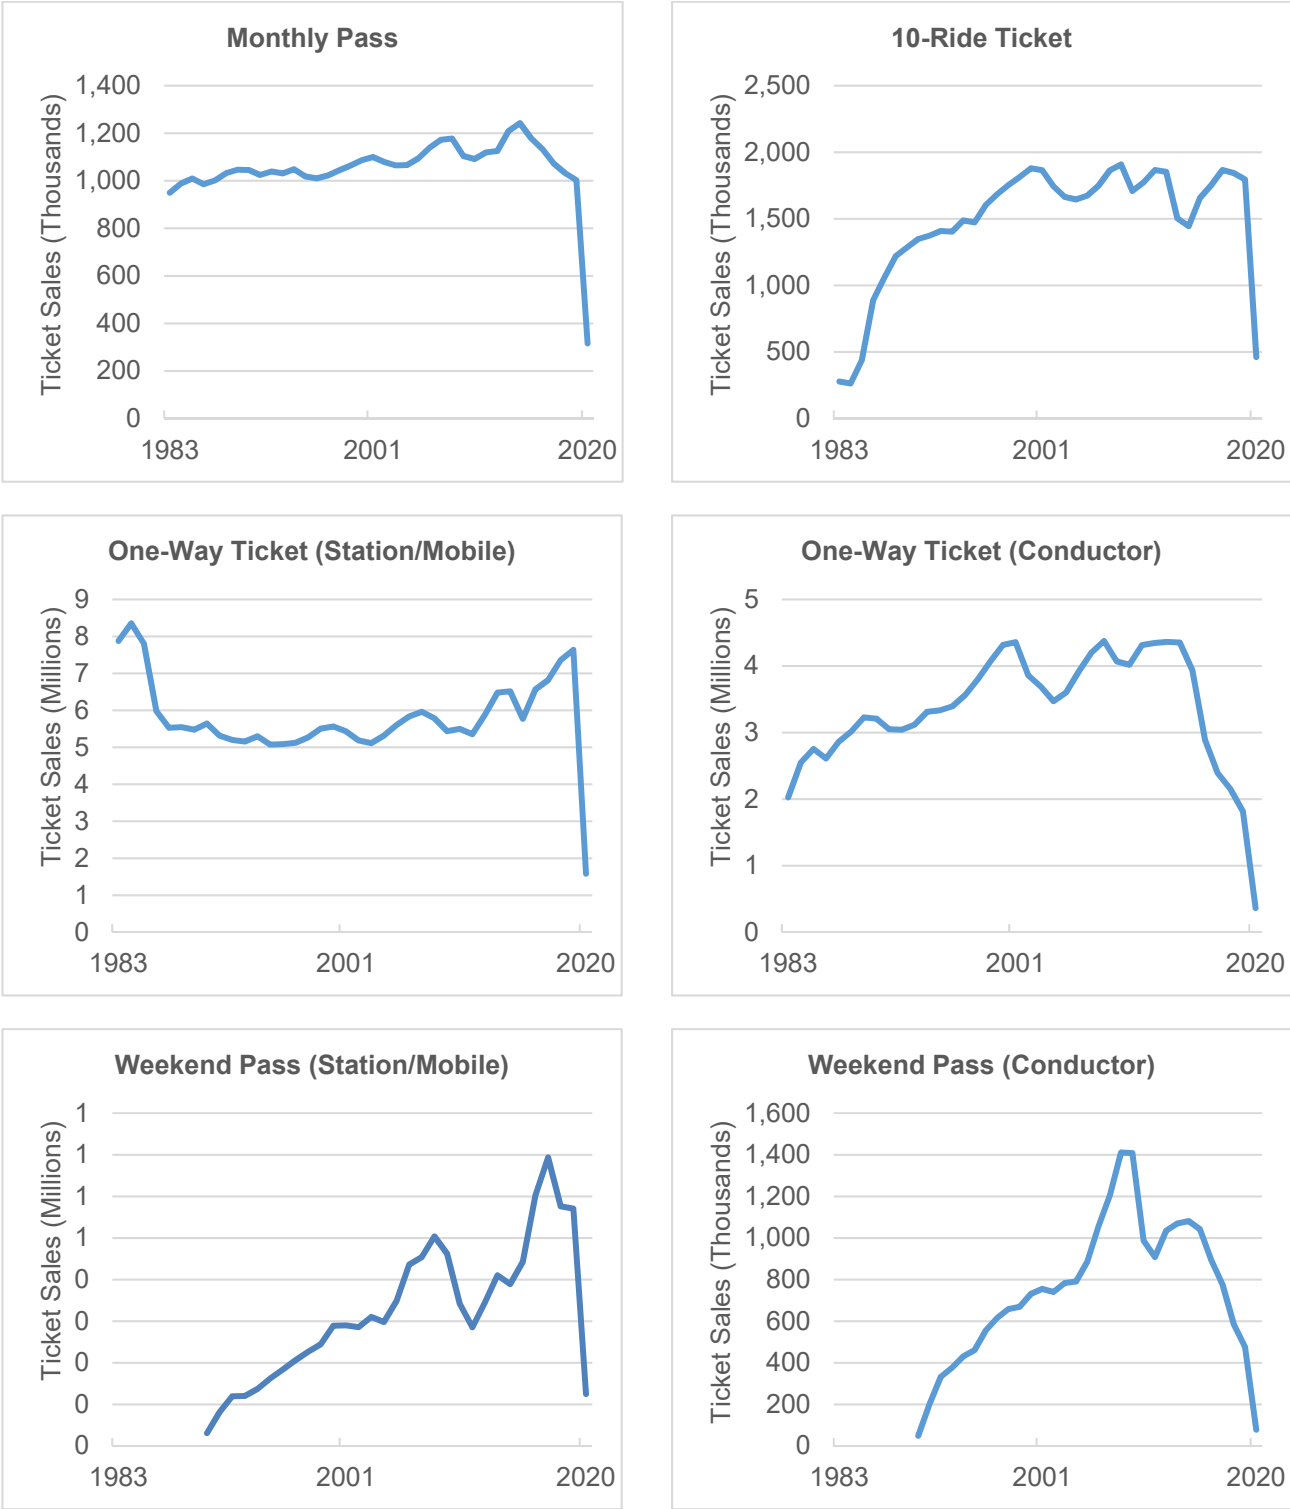 Monthly Pass
Ticket Sales (Thousands)
1,400
1,200
1,000
800
600
400
200
0
1983 2001 2020
10-Ride Ticket
Ticket Sales (Thousands)
2,500
2,000
1,500
1,000
500
0
1983 2001 2020
One-Way Ticket (Station/Mobile)
Ticket Sales (Millions)
9
8
7
6
5
4
3
2
1
0
1983 2001 2020
One-Way Ticket (Conductor)
Ticket Sales (Millions)
5
4
3
2
1
0
1983 2001 2020
Weekend Pass (Station/Mobile)
Ticket Sales (Millions)
1
1
1
1
0
0
0
0
0
1983 2001 2020
Weekend Pass (Conductor)
Ticket Sales (Thousands)
1,600
1,400
1,200
1,000
800
600
400
200
0
1983 2001 2020